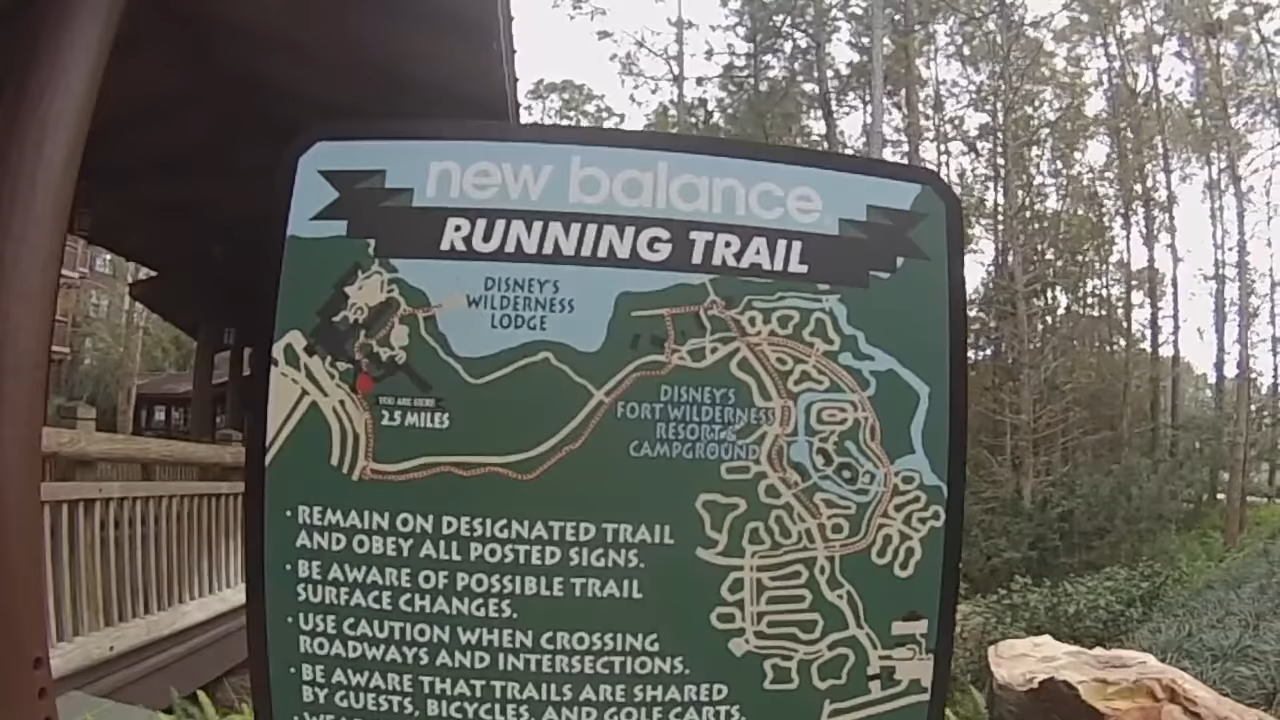 new balance
RUNNING TRAIL
DISNEY'S
WILDERNESS
LODGE
YOU ARE HERE
2.5 MILES
DISNEY'S
FORT WILDERNESS
RESORT &
CAMPGROUND
· REMAIN ON DESIGNATED TRAIL
AND OBEY ALL POSTED SIGNS.
· BE AWARE OF POSSIBLE TRAIL
SURFACE CHANGES.
· USE CAUTION WHEN CROSSING
ROADWAYS AND INTERSECTIONS.
· BE AWARE THAT TRAILS ARE SHARED
BY GUESTS, BICYCLES, AND GOLF CARTS.